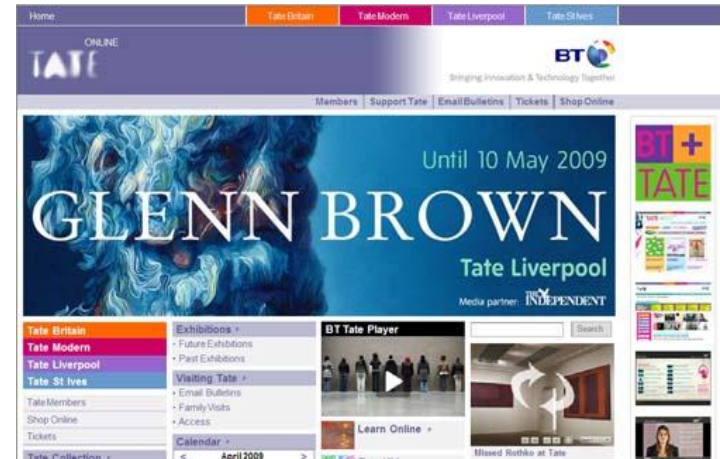 Home
Tate Britain
Tate Modern
Tate Liverpool
Tate St Ives
TATE
ONLINE
BT
Bringing Innovation & Technology Together
Members
Support Tate
Email Bulletins
Tickets
Shop Online
Until 10 May 2009
GLENN BROWN
Tate Liverpool
Media partner: THE INDEPENDENT
BT +
TATE
Tate Britain
Tate Modern
Tate Liverpool
Tate St Ives
Tate Members
Shop Online
Tickets
Tate Collection
Exhibitions
• Future Exhibitions
• Past Exhibitions
Visiting Tate
• Email Bulletins
• Family Visits
• Access
Calendar
< April 2009 >
BT Tate Player
Learn Online
Search
Missed Rothko at Tate